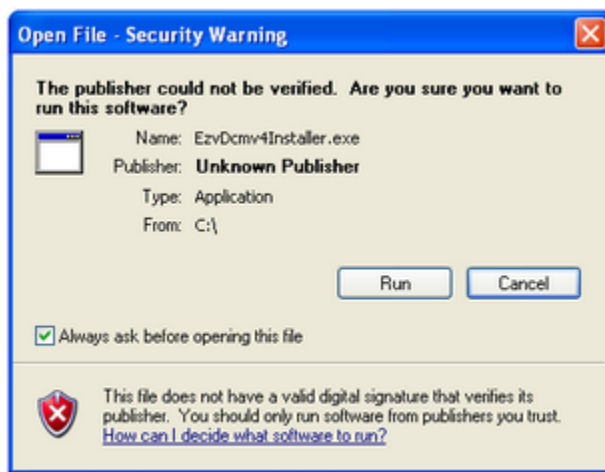 Open File - Security Warning
The publisher could not be verified. Are you sure you want to
run this software?
Name: EzvDcmv4Installer.exe
Publisher: Unknown Publisher
Type: Application
From: C:\
Run Cancel
Always ask before opening this file
This file does not have a valid digital signature that verifies its
publisher. You should only run software from publishers you trust.
How can I decide what software to run?